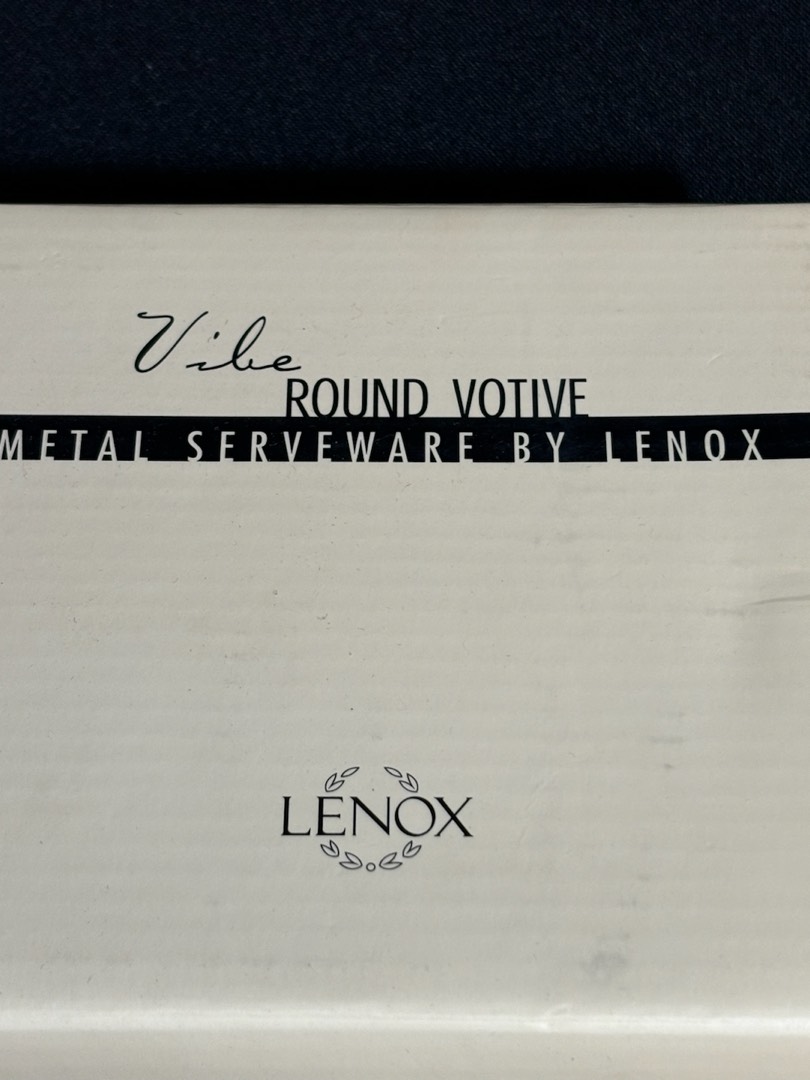 Vibe
ROUND VOTIVE
METAL SERVEWARE BY LENOX
LENOX